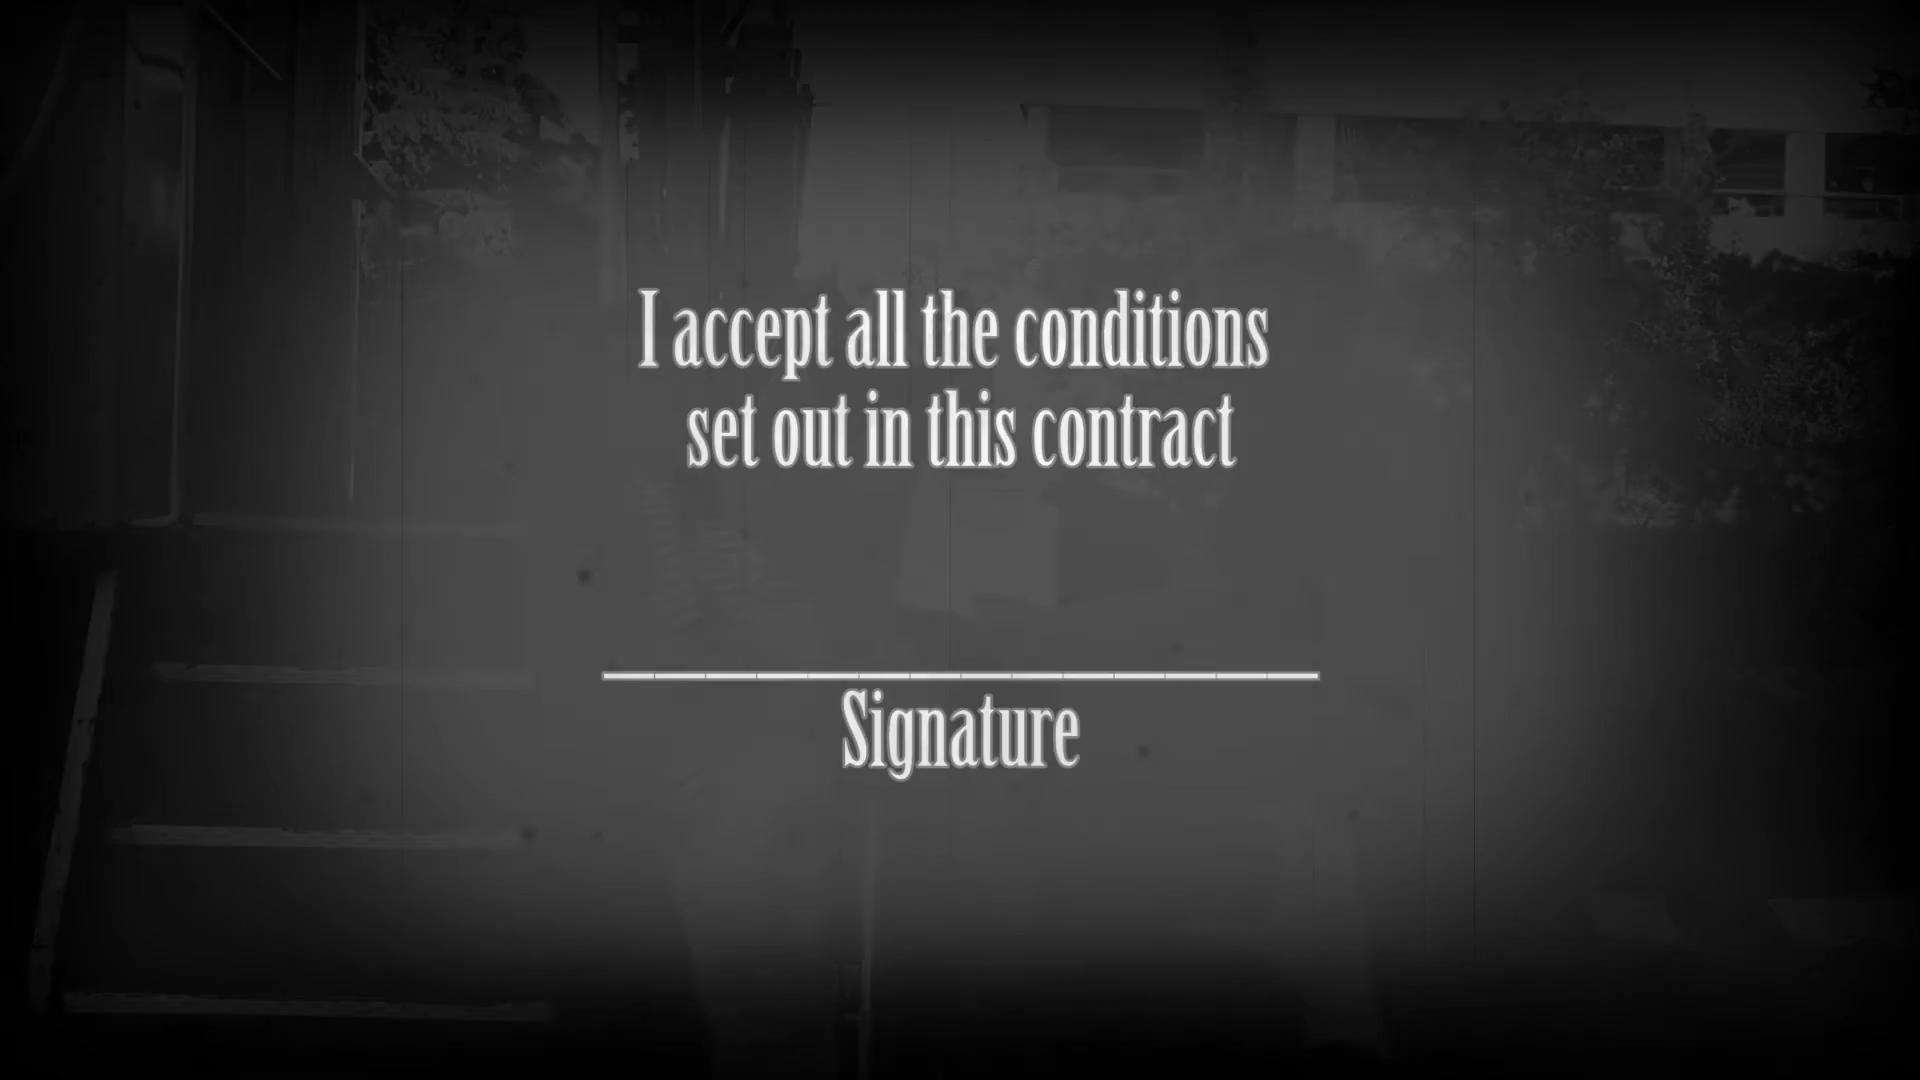 I accept all the conditions
set out in this contract
Signature